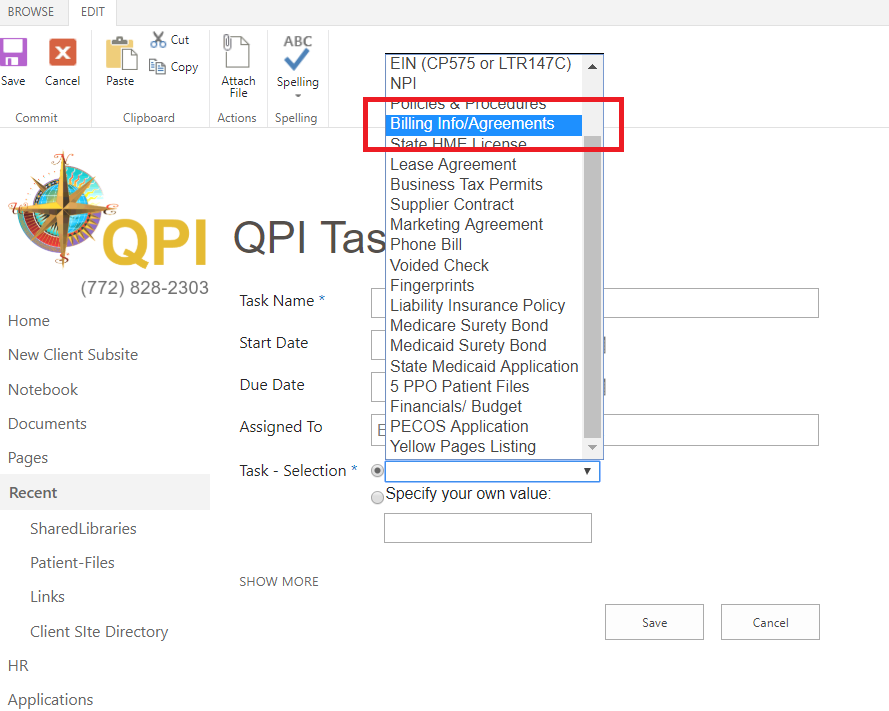 BROWSE
EDIT
Save
Cancel
Paste
Cut
Copy
Attach
File
ABC
Spelling
Commit
Clipboard
Actions
Spelling
QPI
(772) 828-2303
Home
New Client Subsite
Notebook
Documents
Pages
Recent
SharedLibraries
Patient-Files
Links
Client SIte Directory
HR
Applications
QPI Tas
Task Name *
Start Date
Due Date
Assigned To
E
Task - Selection *
EIN (CP575 or LTR147C)
NPI
Policies & Procedures
Billing Info/Agreements
State HME License
Lease Agreement
Business Tax Permits
Supplier Contract
Marketing Agreement
Phone Bill
Voided Check
Fingerprints
Liability Insurance Policy
Medicare Surety Bond
Medicaid Surety Bond
State Medicaid Application
5 PPO Patient Files
Financials/ Budget
PECOS Application
Yellow Pages Listing
Specify your own value:
SHOW MORE
Save
Cancel